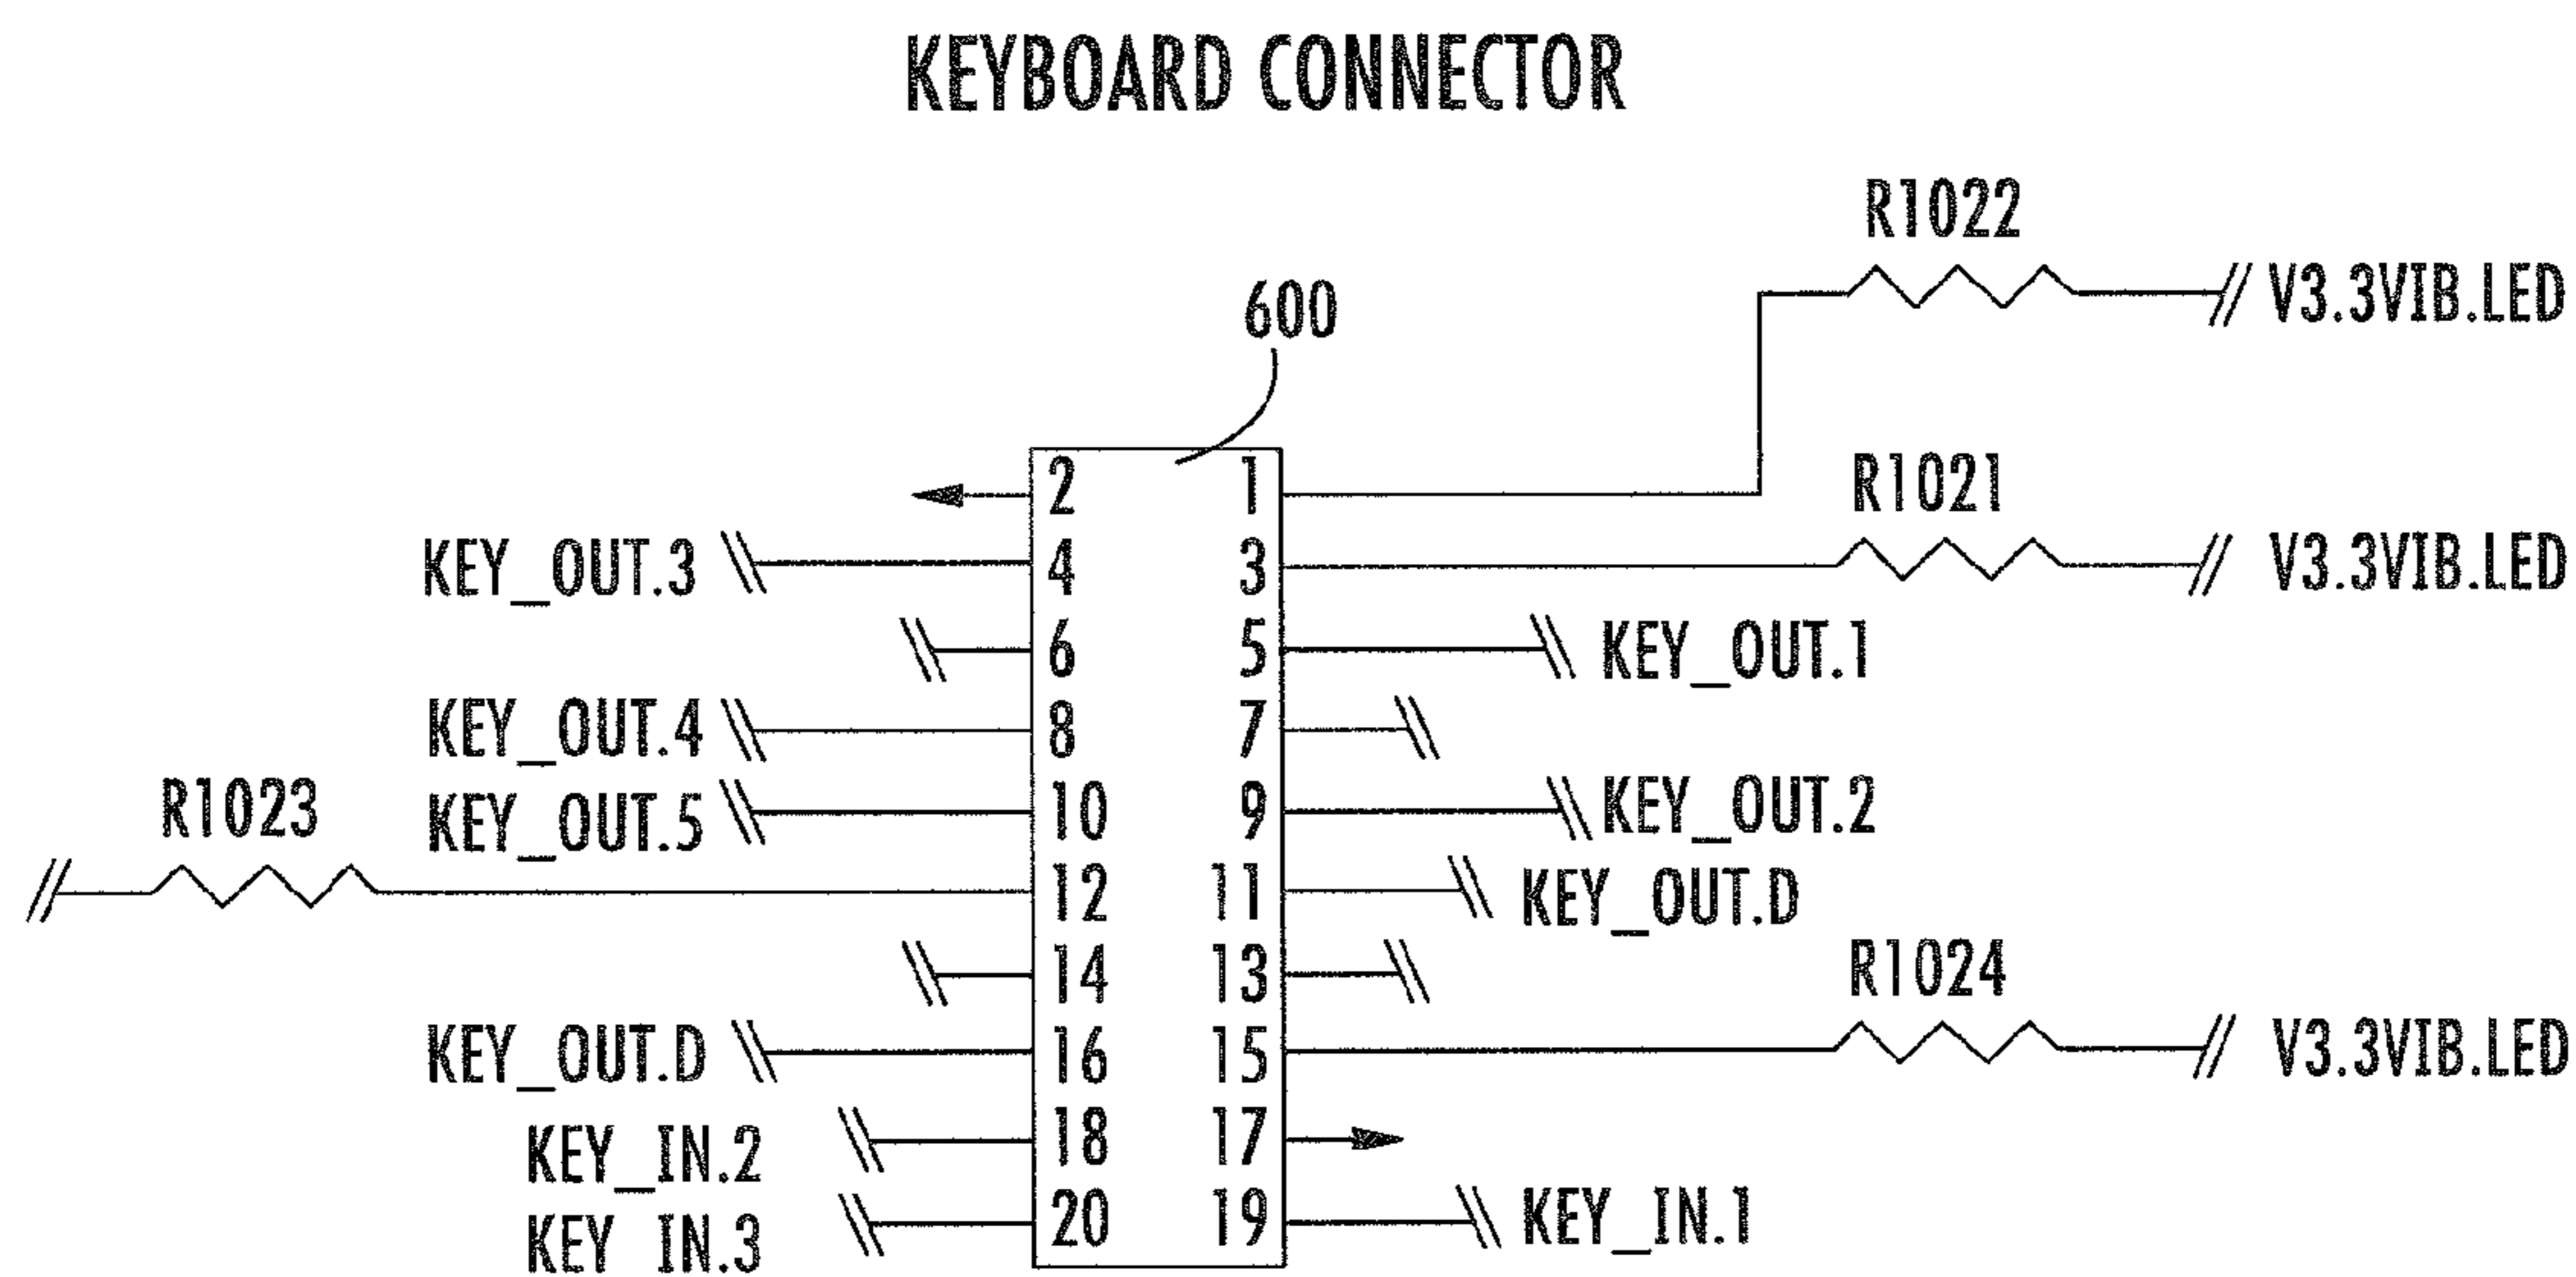 KEYBOARD CONNECTOR
R1022
V3.3VIB.LED
600
2 1
R1021
KEY_OUT.3 4 3 V3.3VIB.LED
6 5 KEY_OUT.1
KEY_OUT.4 8 7
R1023 KEY_OUT.5 10 9 KEY_OUT.2
12 11 KEY_OUT.D
14 13 R1024
KEY_OUT.D 16 15 V3.3VIB.LED
KEY_IN.2 18 17
KEY IN.3 20 19 KEY_IN.1